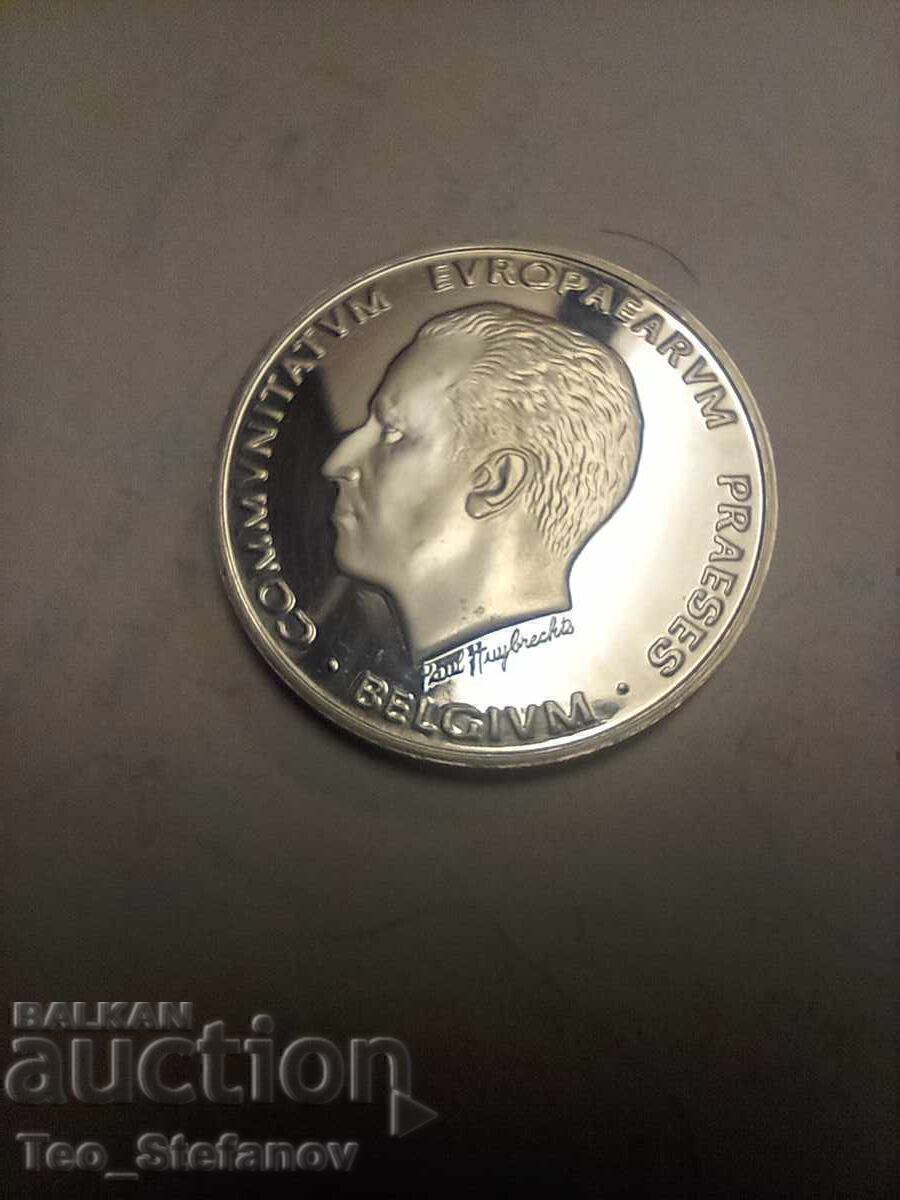 COMMVNITATVM EVROPAEARVM PRAESES
Paul Huybrechts
· BELGIVM ·
BALKAN
auction
Teo_Stefanov